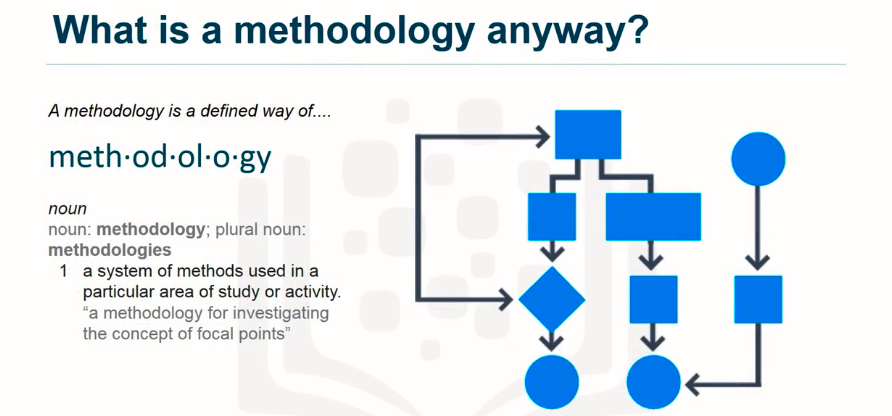 What is a methodology anyway?
A methodology is a defined way of....
meth·od·ol·o·gy
noun
noun: methodology; plural noun:
methodologies
1 a system of methods used in a
particular area of study or activity.
“a methodology for investigating
the concept of focal points”